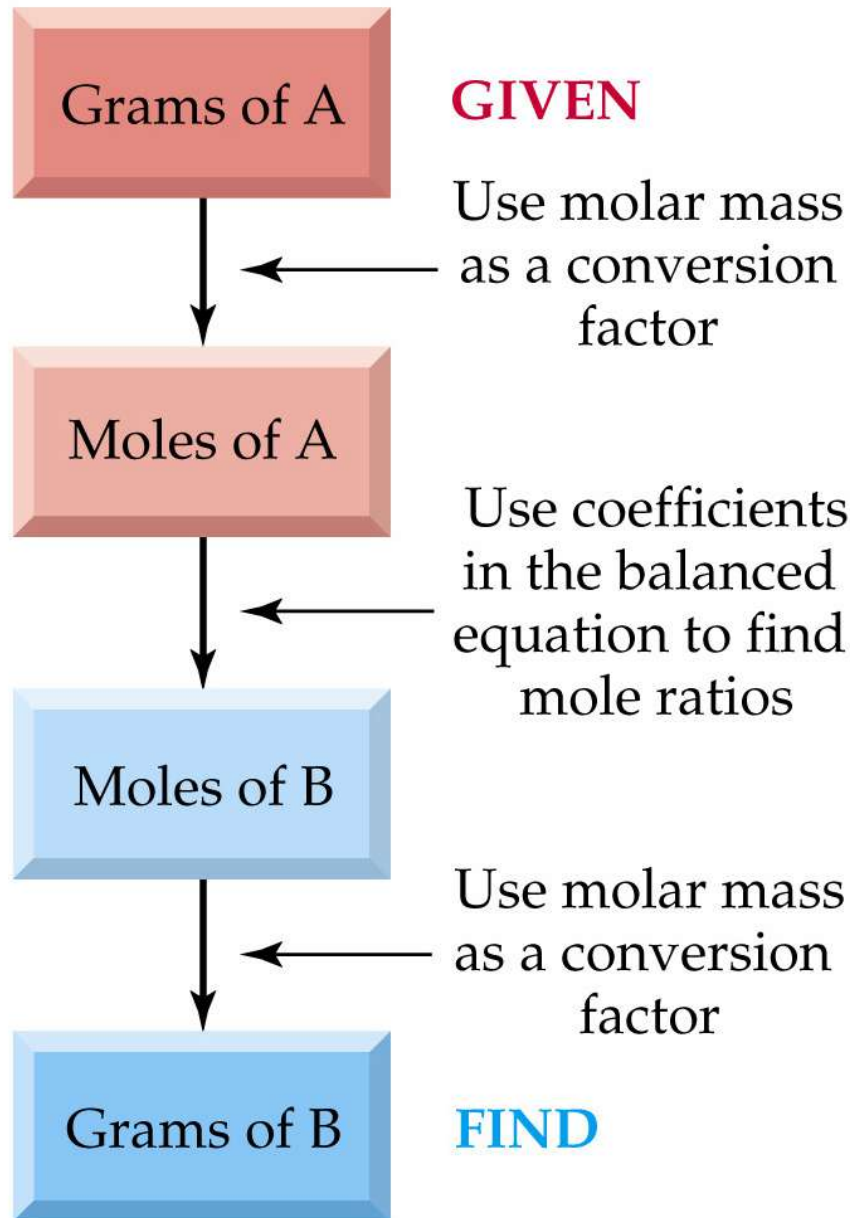 Grams of A
GIVEN
Use molar mass
as a conversion
factor
Moles of A
Use coefficients
in the balanced
equation to find
mole ratios
Moles of B
Use molar mass
as a conversion
factor
Grams of B
FIND